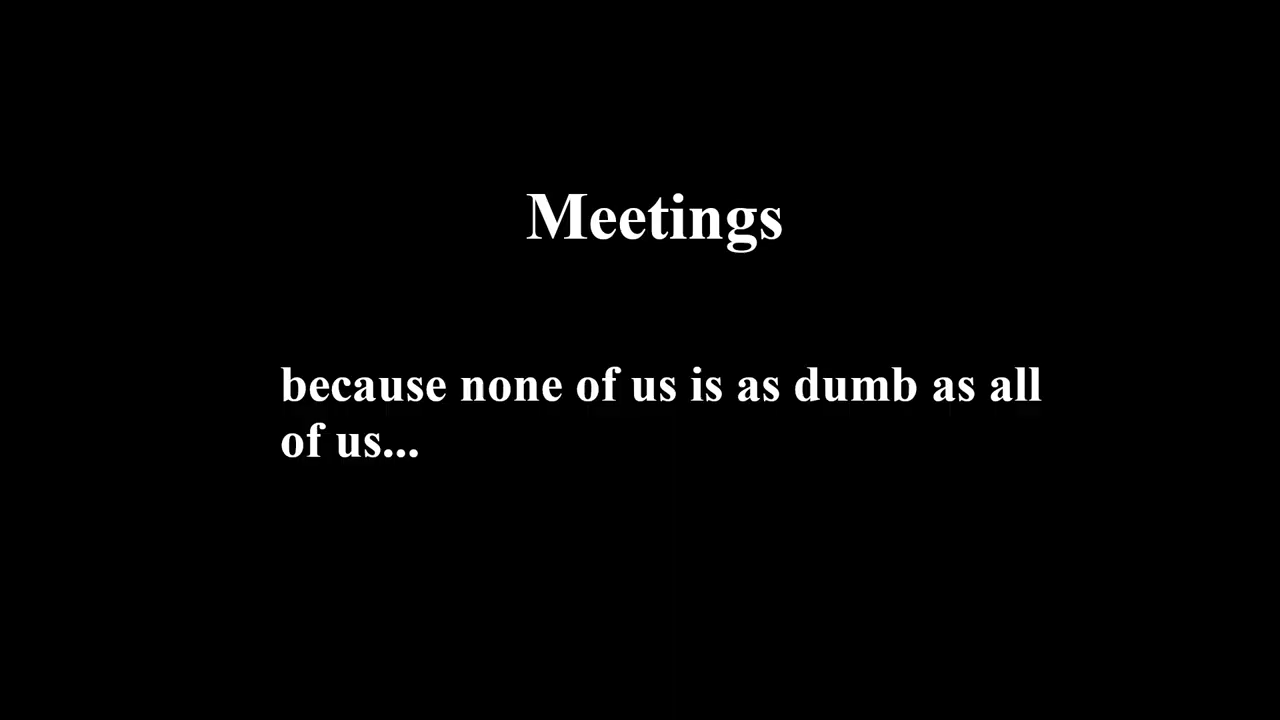 Meetings
because none of us is as dumb as all
of us...